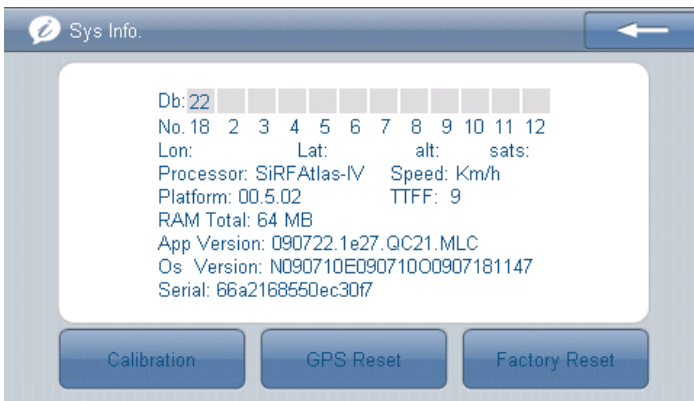 Sys Info.
Db: 22
No. 18 2 3 4 5 6 7 8 9 10 11 12
Lon: Lat: alt: sats:
Processor: SiRFAtlas-IV Speed: Km/h
Platform: 00.5.02 TTFF: 9
RAM Total: 64 MB
App Version: 090722.1e27.QC21.MLC
Os Version: N090710E090710O0907181147
Serial: 66a2168550ec30f7
Calibration GPS Reset Factory Reset